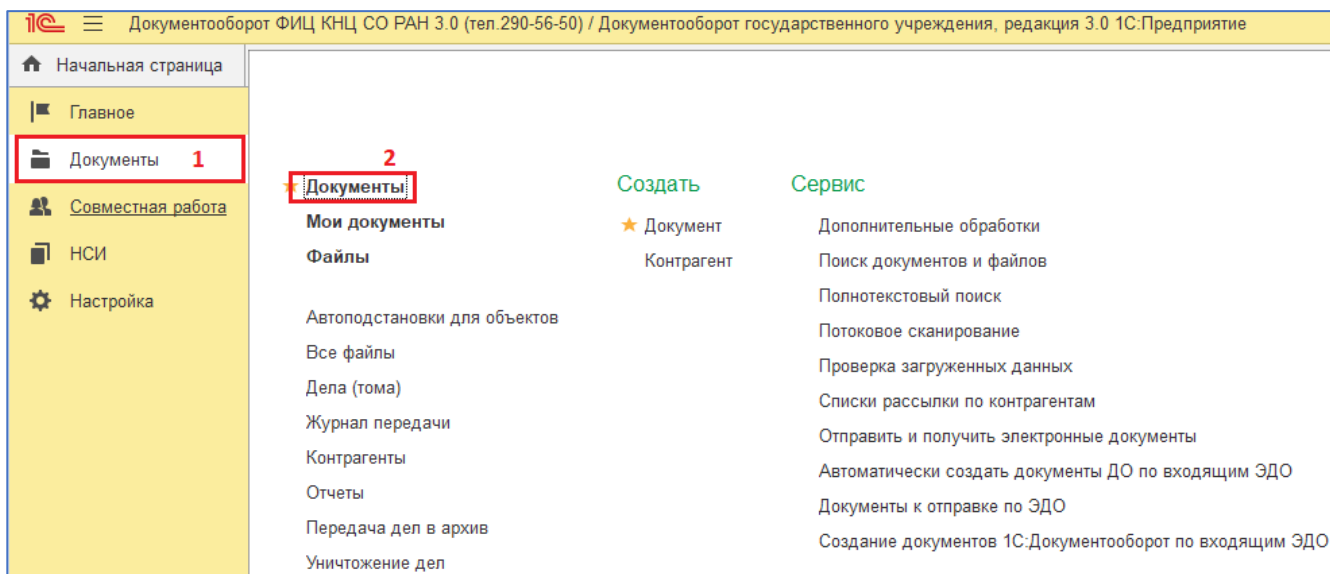 1С Документооборот ФИЦ КНЦ СО РАН 3.0 (тел.290-56-50) / Документооборот государственного учреждения, редакция 3.0 1С:Предприятие
Начальная страница
Главное
Документы 1
Совместная работа
НСИ
Настройка
2
Документы
Мои документы
Файлы
Автоподстановки для объектов
Все файлы
Дела (тома)
Журнал передачи
Контрагенты
Отчеты
Передача дел в архив
Уничтожение дел
Создать
Документ
Контрагент
Сервис
Дополнительные обработки
Поиск документов и файлов
Полнотекстовый поиск
Потоковое сканирование
Проверка загруженных данных
Списки рассылки по контрагентам
Отправить и получить электронные документы
Автоматически создать документы ДО по входящим ЭДО
Документы к отправке по ЭДО
Создание документов 1С:Документооборот по входящим ЭДО